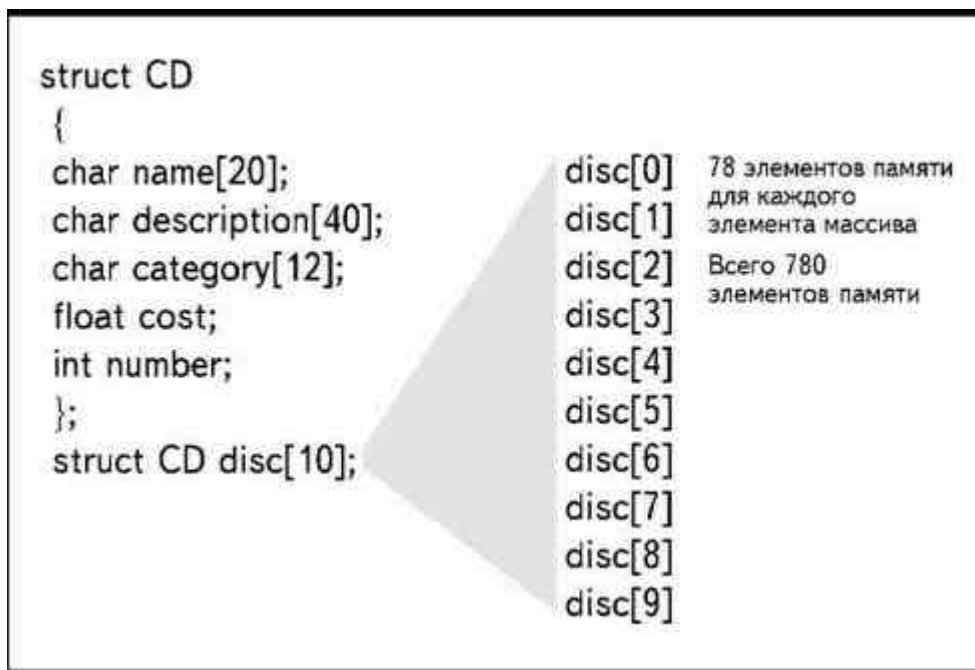 struct CD
{
char name[20];
char description[40];
char category[12];
float cost;
int number;
};
struct CD disc[10];
disc[0]
disc[1]
disc[2]
disc[3]
disc[4]
disc[5]
disc[6]
disc[7]
disc[8]
disc[9]
78 элементов памяти
для каждого
элемента массива
Всего 780
элементов памяти